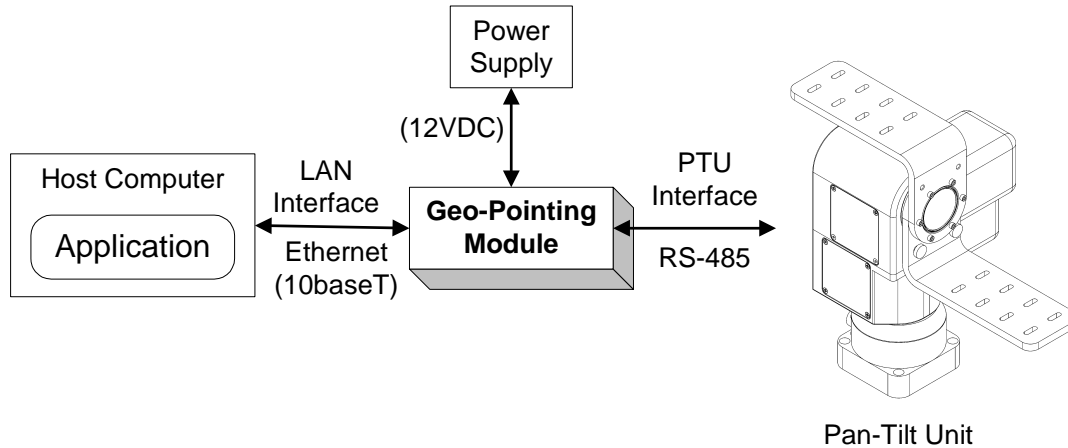 Power
Supply
(12VDC)
Host Computer
Application
LAN
Interface
Ethernet
(10baseT)
Geo-Pointing
Module
PTU
Interface
RS-485
Pan-Tilt Unit